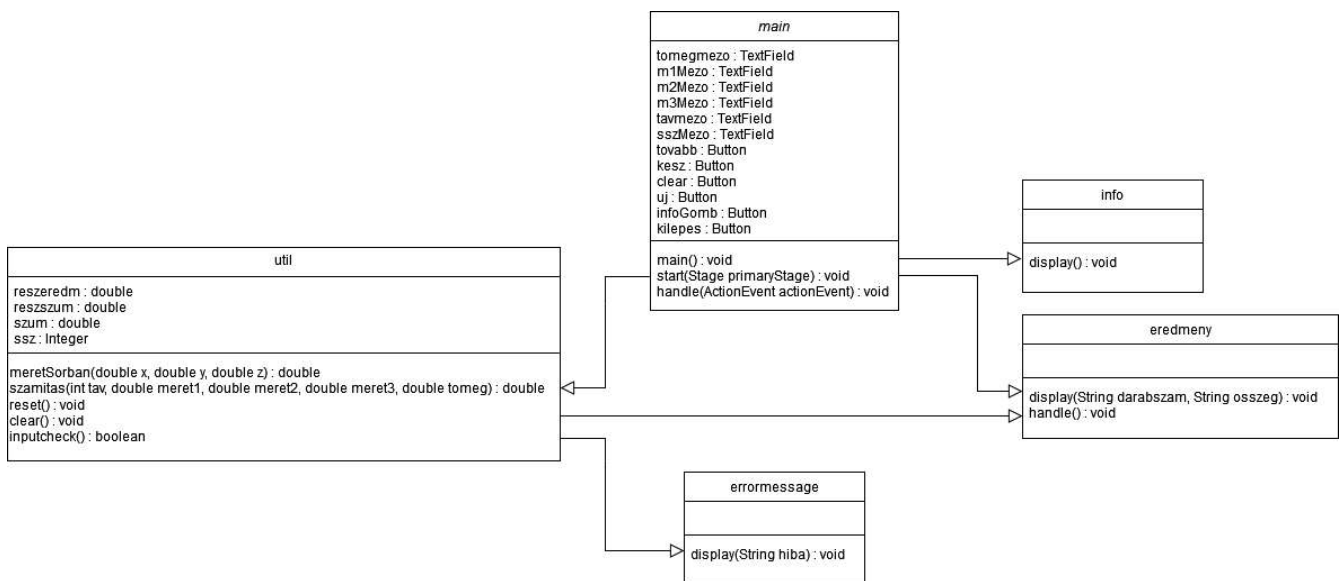 main
tomegmezo : TextField
m1Mezo : TextField
m2Mezo : TextField
m3Mezo : TextField
tavmezo : TextField
sszMezo : TextField
tovabb : Button
kesz : Button
clear : Button
uj : Button
infoGomb : Button
kilepes : Button
main() : void
start(Stage primaryStage) : void
handle(ActionEvent actionEvent) : void
info
display() : void
util
reszeredm : double
reszszum : double
szum : double
ssz : Integer
meretSorban(double x, double y, double z) : double
szamitas(int tav, double meret1, double meret2, double meret3, double tomeg) : double
reset() : void
clear() : void
inputcheck() : boolean
eredmeny
display(String darabszam, String osszeg) : void
handle() : void
errormessage
display(String hiba) : void